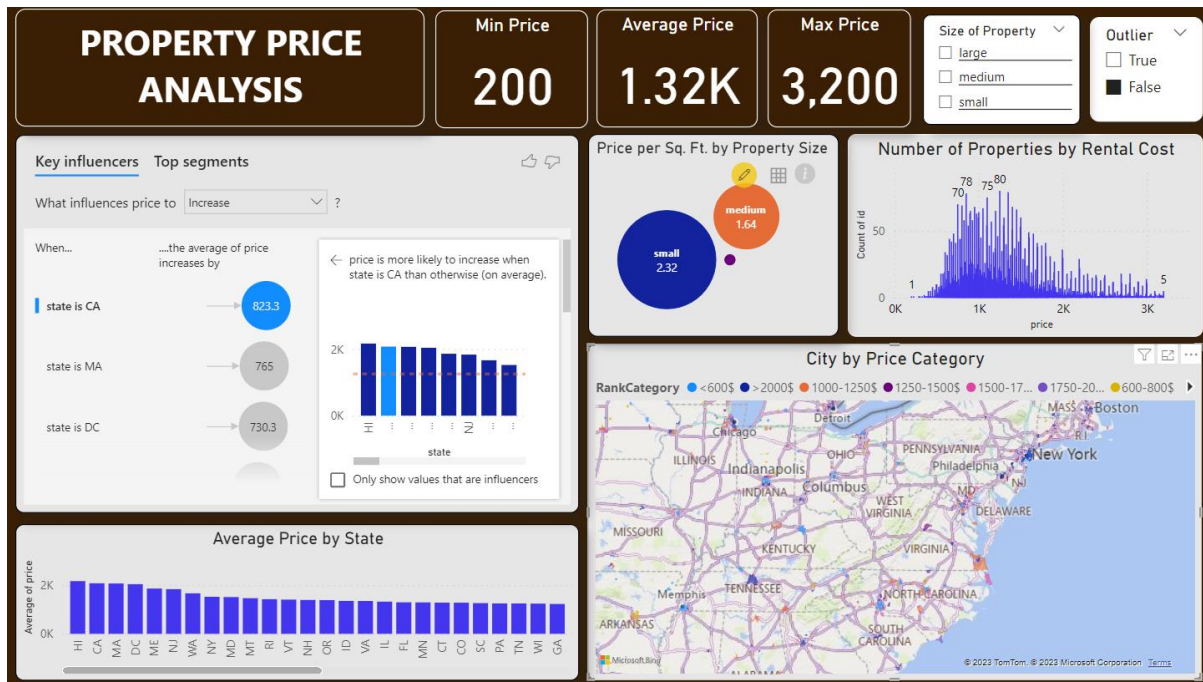 PROPERTY PRICE
ANALYSIS
Min Price
200
Average Price
1.32K
Max Price
3,200
Size of Property
large
medium
small
Outlier
True
False
Key influencers Top segments
What influences price to Increase ?
When...
....the average of price
increases by
state is CA
823.3
state is MA
765
state is DC
730.3
price is more likely to increase when
state is CA than otherwise (on average).
2K
0K
HI ... ... ... ... NJ ... ...
state
Only show values that are influencers
Price per Sq. Ft. by Property Size
medium
1.64
small
2.32
Number of Properties by Rental Cost
Count of id
50
0
1
70
78
75
80
5
0K 1K 2K 3K
price
Average Price by State
Average of price
2K
0K
HI CA MA DC ME NJ WA NY MD MT RI VT NH OR ID VA IL FL MN CT CO SC PA TN WI GA
City by Price Category
RankCategory <600$ >2000$ 1000-1250$ 1250-1500$ 1500-17... 1750-20... 600-800$
MASS Boston
Detroit
Chicago
R.I.
ILLINOIS
OHIO
PENNSYLVANIA
New York
Indianapolis
Philadelphia
NJ
INDIANA
Columbus
MD
WEST
VIRGINIA
DELAWARE
MISSOURI
KENTUCKY
VIRGINIA
TENNESSEE
Memphis
NORTH CAROLINA
ARKANSAS
SOUTH
CAROLINA
ALABAMA
Microsoft Bing
© 2023 TomTom, © 2023 Microsoft Corporation Terms